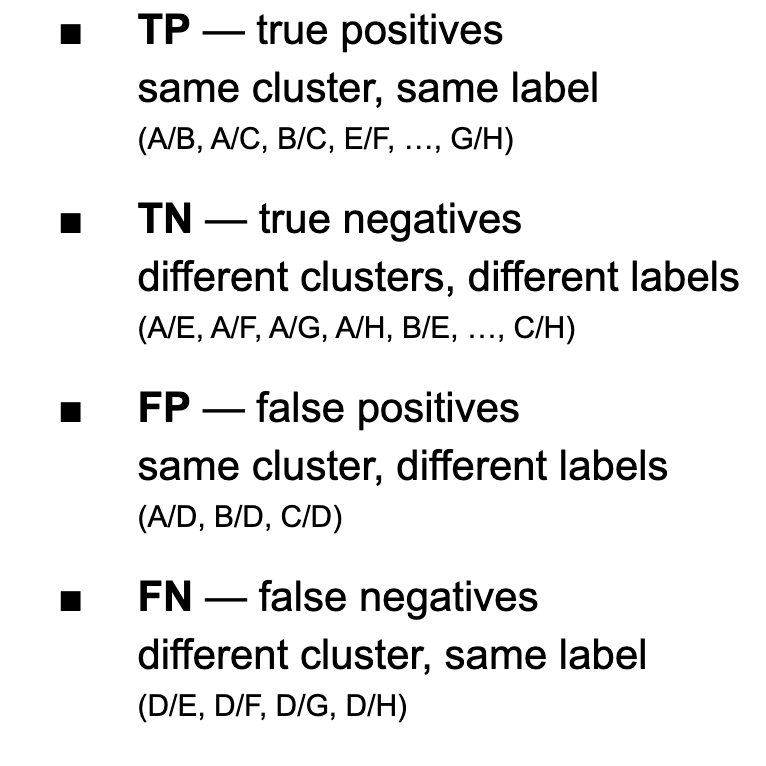 ■ TP — true positives
same cluster, same label
(A/B, A/C, B/C, E/F, …, G/H)
■ TN — true negatives
different clusters, different labels
(A/E, A/F, A/G, A/H, B/E, …, C/H)
■ FP — false positives
same cluster, different labels
(A/D, B/D, C/D)
■ FN — false negatives
different cluster, same label
(D/E, D/F, D/G, D/H)